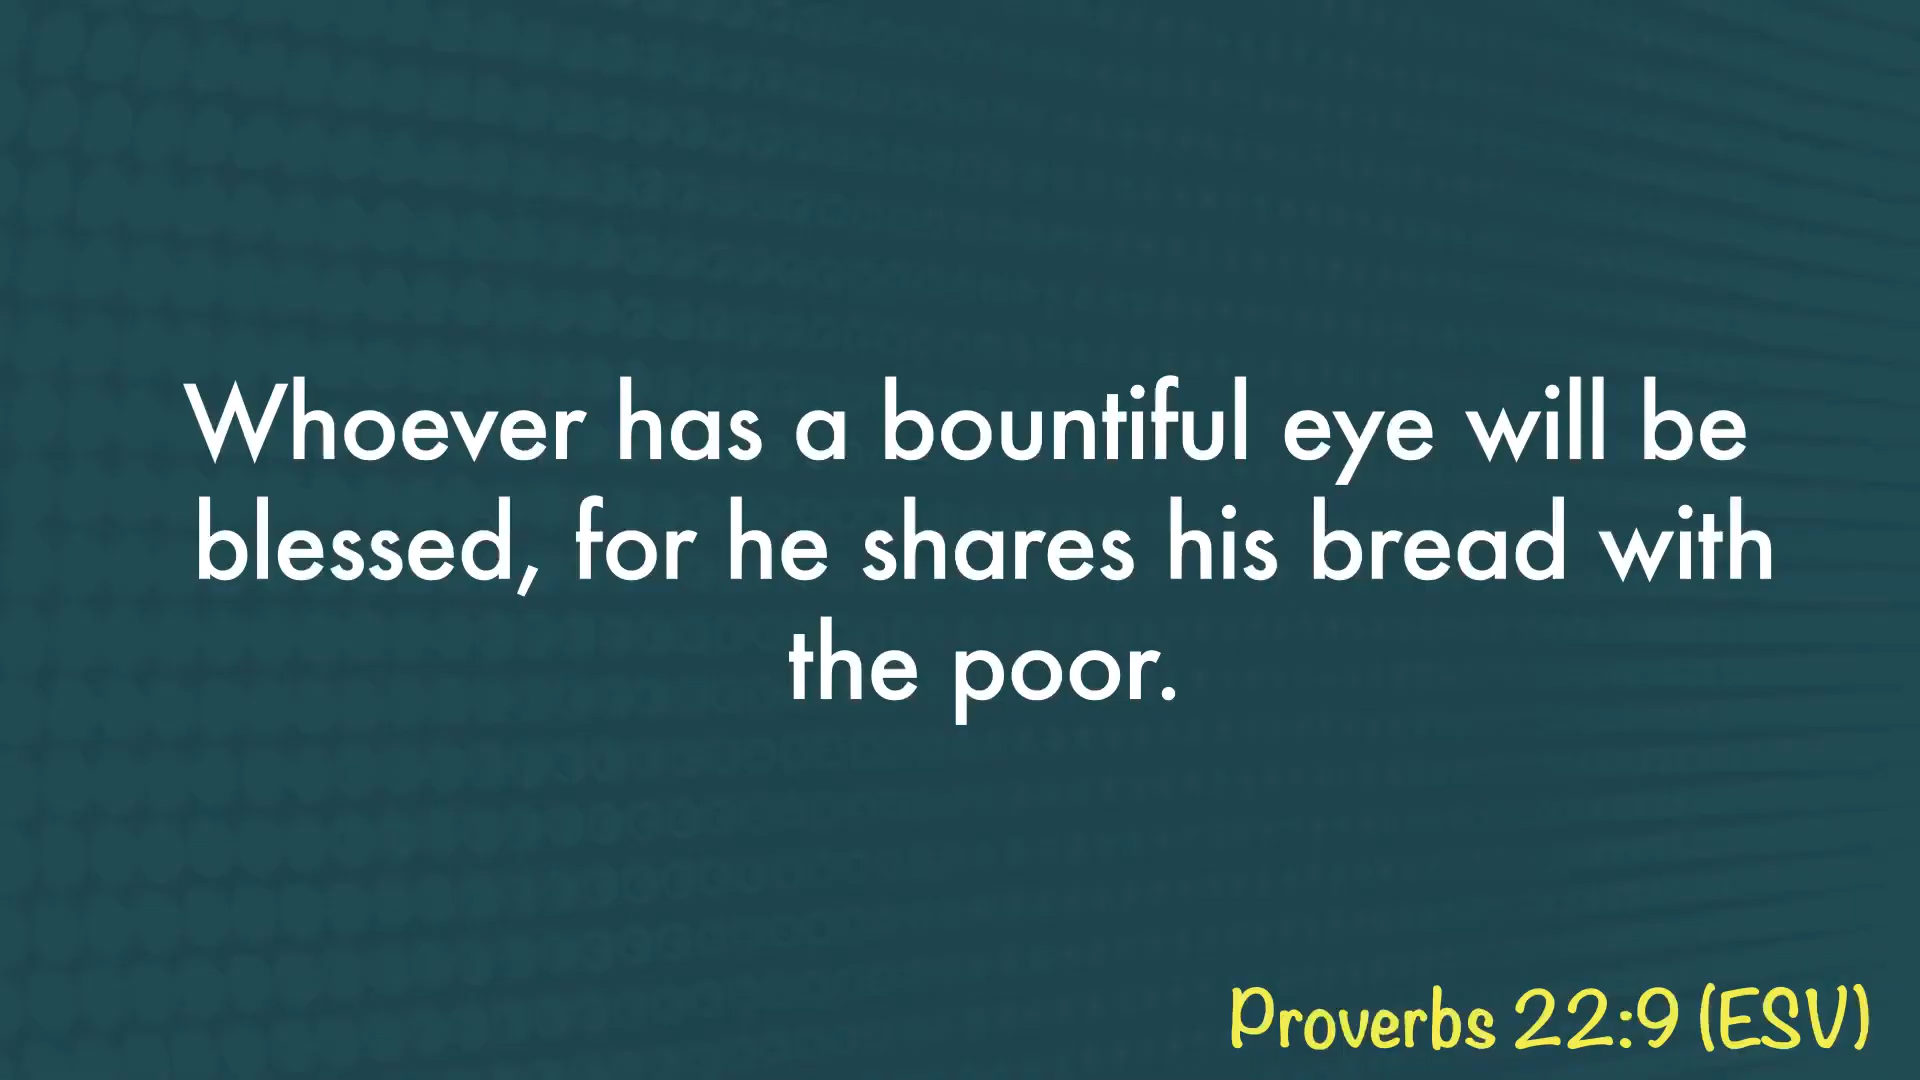 Whoever has a bountiful eye will be
blessed, for he shares his bread with
the poor.
Proverbs 22:9 (ESV)